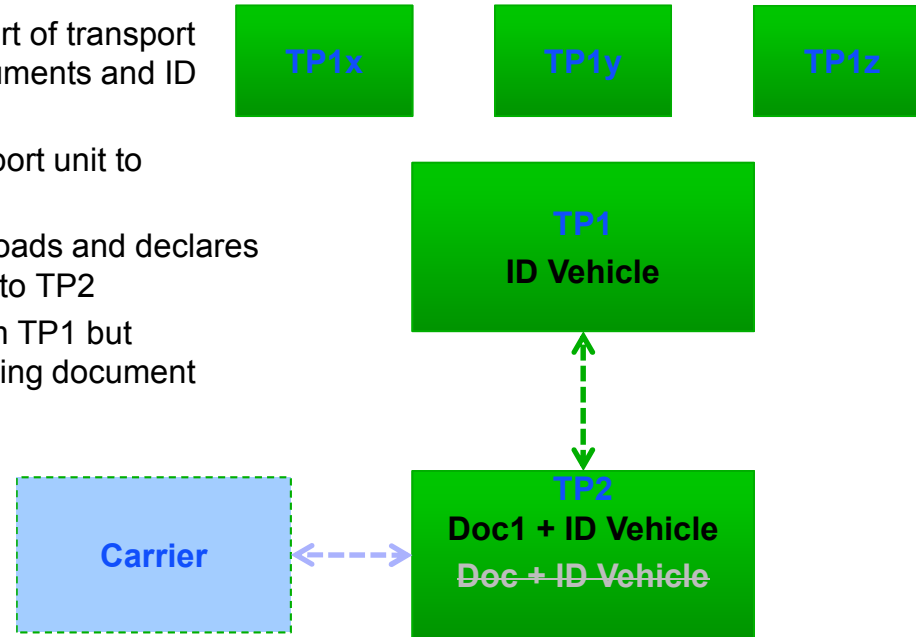 rt of transport
uments and ID
port unit to
oads and declares
to TP2
n TP1 but
ing document
TP1x
TP1y
TP1z
TP1
ID Vehicle
TP2
Doc1 + ID Vehicle
Doc + ID Vehicle
Carrier